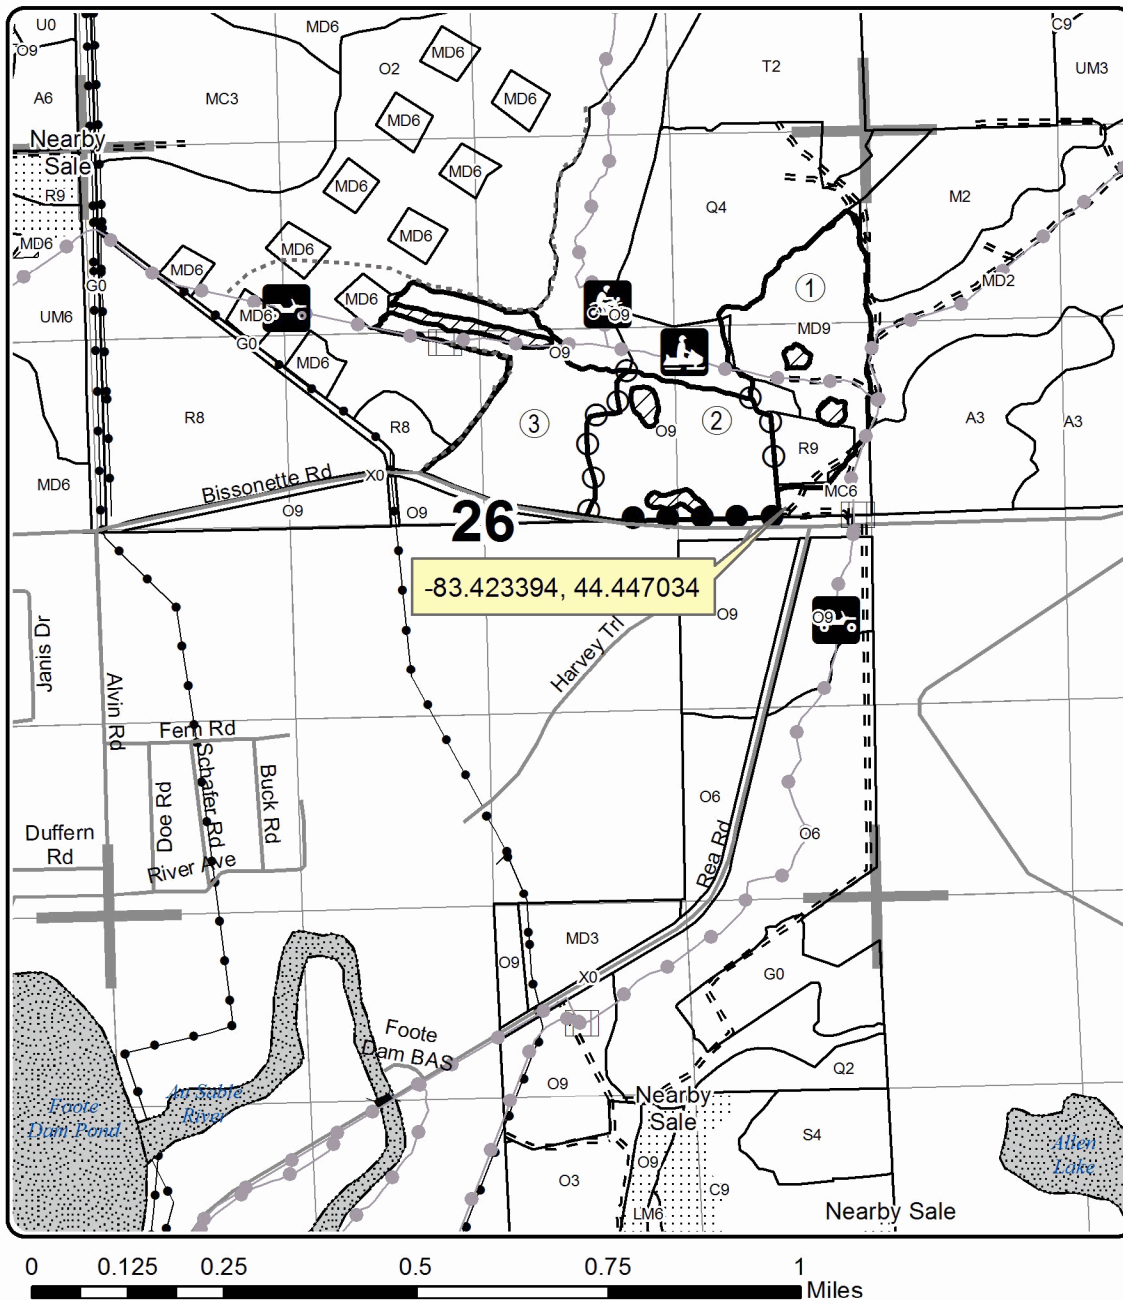 U0
MD6
C9
O9
MD6
O2
T2
UM3
A6
MC3
MD6
MD6
Nearby
Sale
MD6
MD6
R9
Q4
M2
MD6
MD6
MD6
MD6
MD2
G0
1
MD6
MD6
O9
UM6
MD9
G0
O9
MD6
R8
R8
3
2
O9
A3
A3
R9
MD6
Bissonette Rd
X0
MC6
O9
O9
26
-83.423394, 44.447034
O9
O9
Janis Dr
Harvey Trl
Alvin Rd
Fern Rd
Schafer Rd
Doe Rd
Buck Rd
O6
O6
Duffern
Rd
River Ave
Rea Rd
MD3
O9
X0
G0
Foote
Dam BAS
Q2
O9
Au Sable
River
Foote
Dam Pond
Nearby
Sale
S4
Allen
Lake
O9
O3
C9
LM6
Nearby Sale
0 0.125 0.25 0.5 0.75 1
Miles